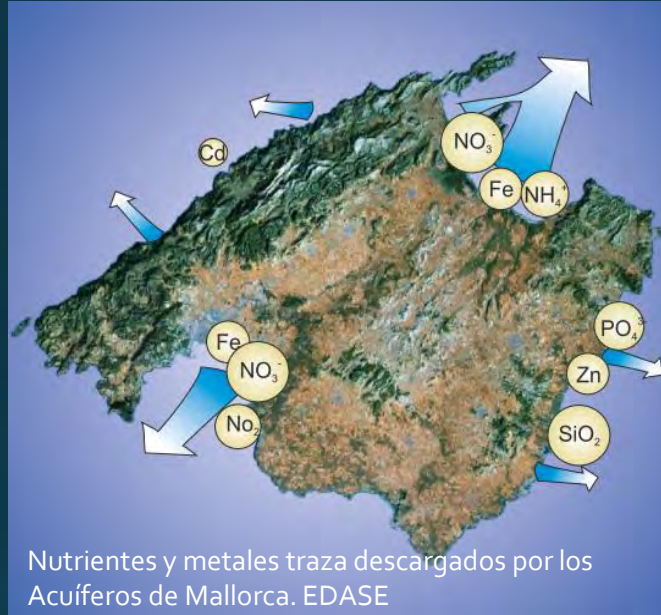 NO₃⁻
Cd
Fe
NH₄⁺
Fe
PO₄³
NO₃⁻
Zn
No₂
SiO₂
Nutrientes y metales traza descargados por los
Acuíferos de Mallorca. EDASE